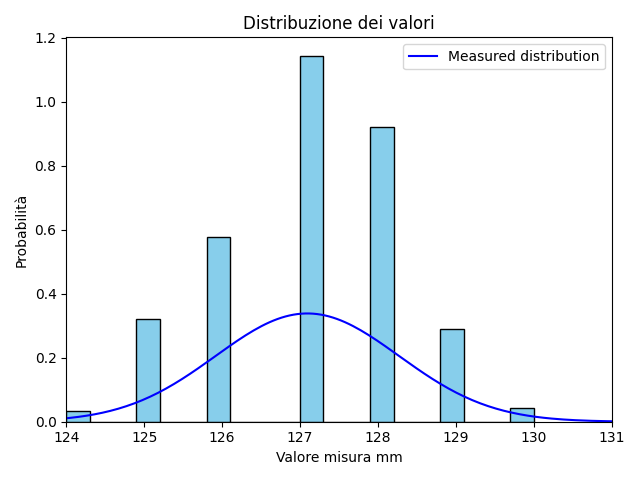 Distribuzione dei valori
Measured distribution
Probabilità
1.2
1.0
0.8
0.6
0.4
0.2
0.0
124 125 126 127 128 129 130 131
Valore misura mm